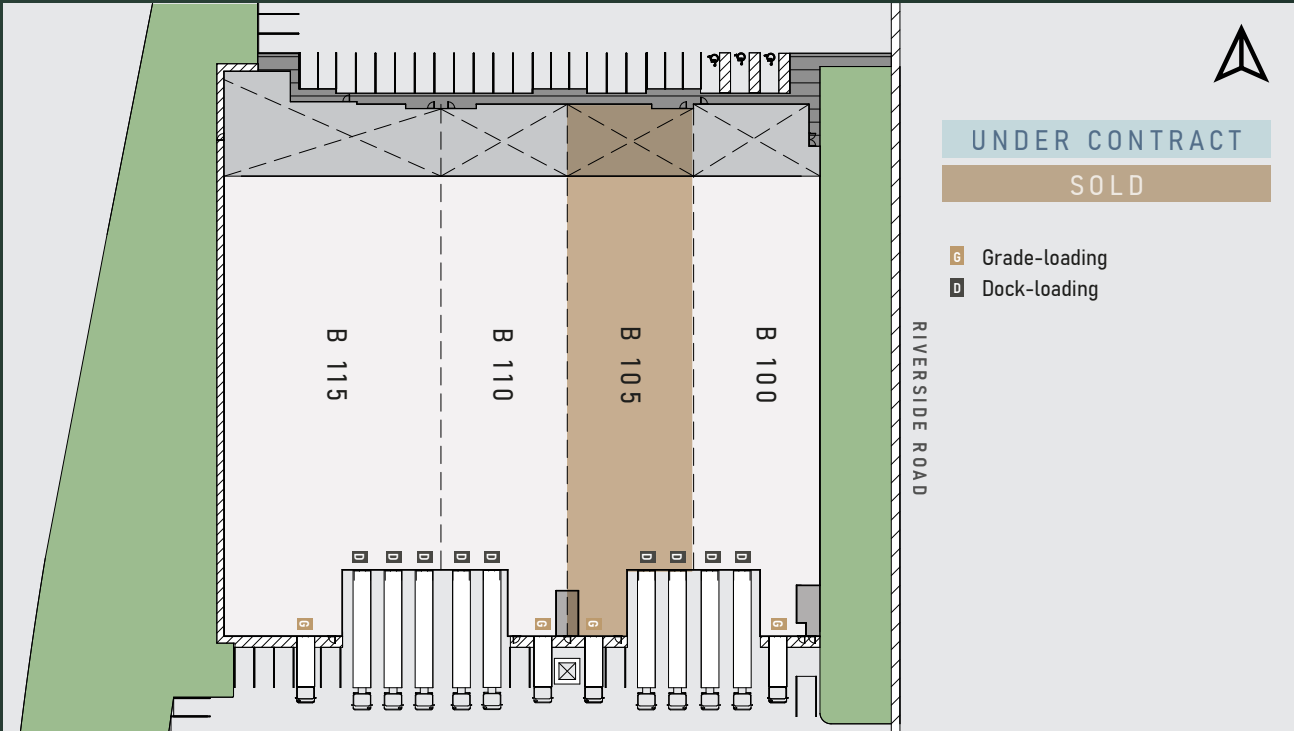 UNDER CONTRACT
SOLD
G Grade-loading
D Dock-loading
B 115
B 110
B 105
B 100
RIVERSIDE ROAD
D D D D D D D D D
G G G G